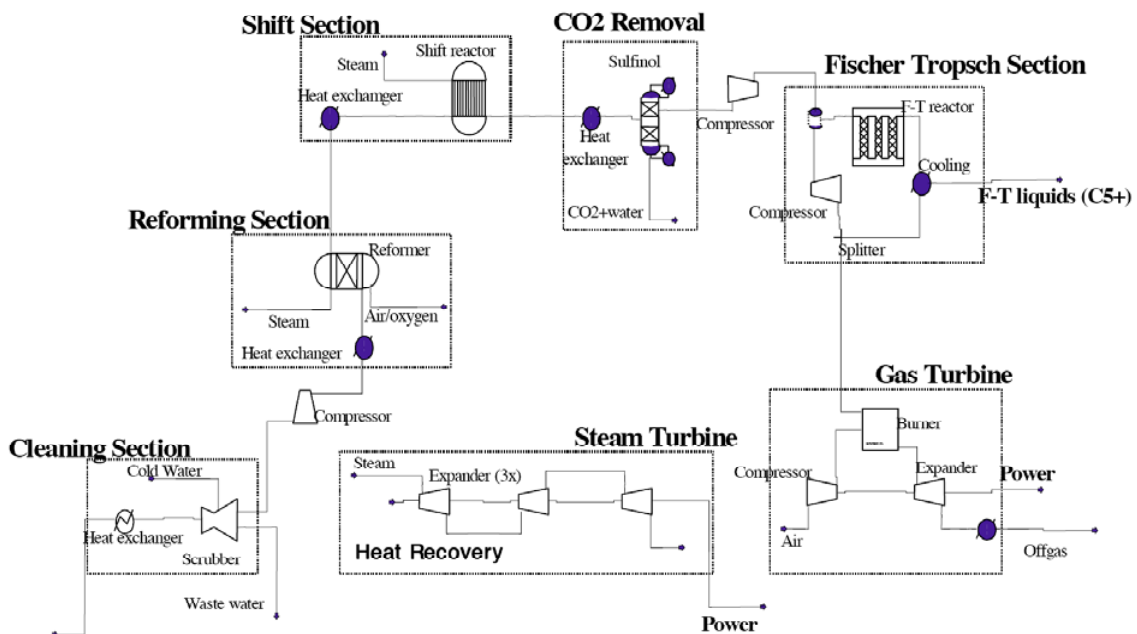 Shift Section
Shift reactor
Steam
Heat exchamger
CO2 Removal
Sulfinol
Heat
exchanger
CO2+water
Compressor
Fischer Tropsch Section
F-T reactor
Cooling
F-T liquids (C5+)
Compressor
Splitter
Reforming Section
Reformer
Steam
Air/oxygen
Heat exchanger
Compressor
Cleaning Section
Cold Water
Heat exchanger
Scrubber
Waste water
Steam Turbine
Steam
Expander (3x)
Heat Recovery
Power
Gas Turbine
Burner
Compressor
Expander
Power
Air
Offgas